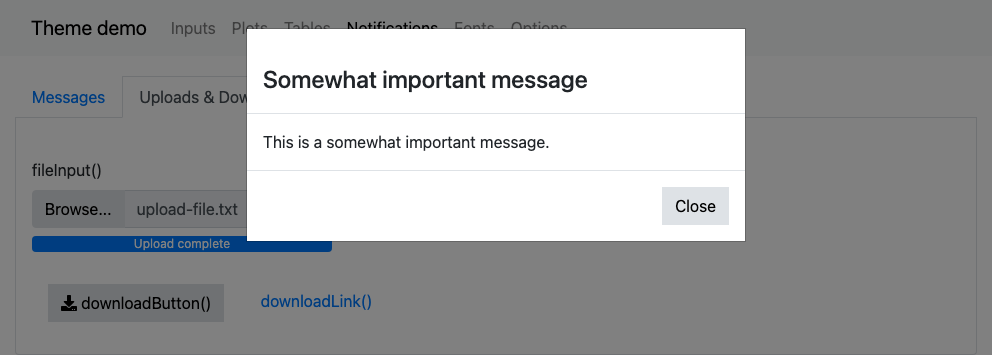 Theme demo Inputs Plots Tables Notifications Fonts Options
Somewhat important message
Messages Uploads & Dow
This is a somewhat important message.
fileInput()
Browse... upload-file.txt
Close
Upload complete
downloadButton() downloadLink()